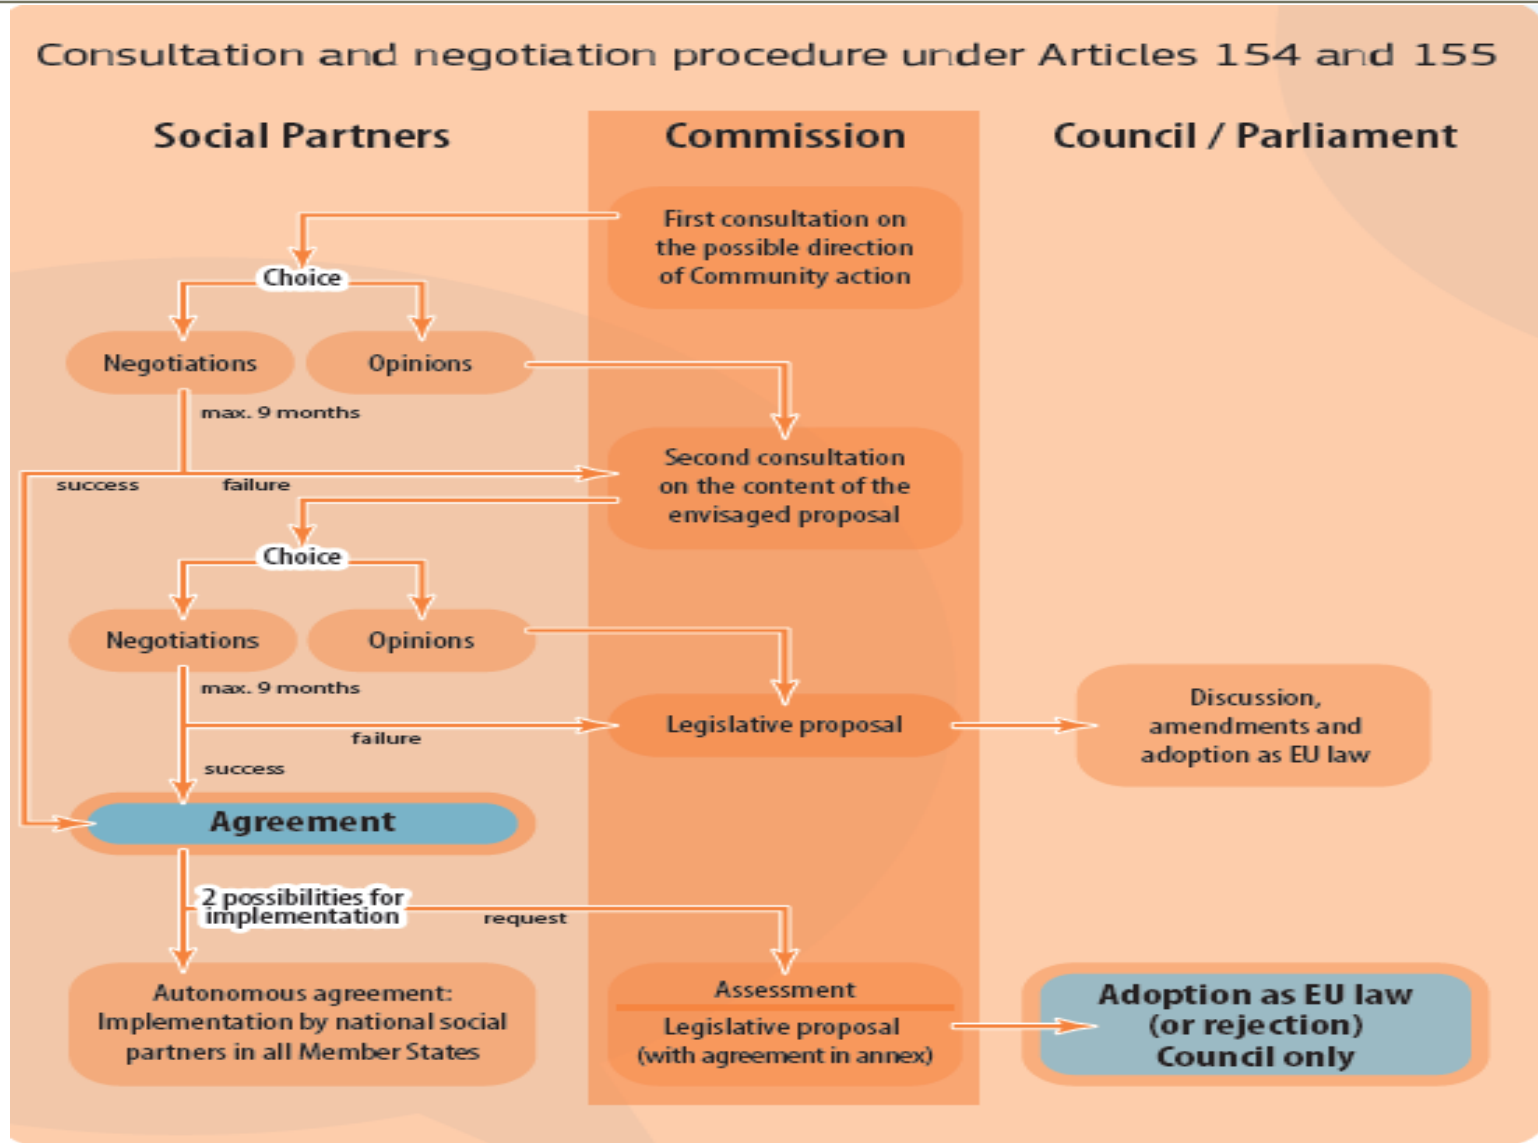 Consultation and negotiation procedure under Articles 154 and 155
Social Partners
Commission
Council / Parliament
First consultation on
the possible direction
of Community action
Choice
Negotiations
Opinions
max. 9 months
success
failure
Second consultation
on the content of the
envisaged proposal
Choice
Negotiations
Opinions
max. 9 months
failure
success
Legislative proposal
Discussion,
amendments and
adoption as EU law
Agreement
2 possibilities for
implementation
request
Autonomous agreement:
Implementation by national social
partners in all Member States
Assessment
Legislative proposal
(with agreement in annex)
Adoption as EU law
(or rejection)
Council only